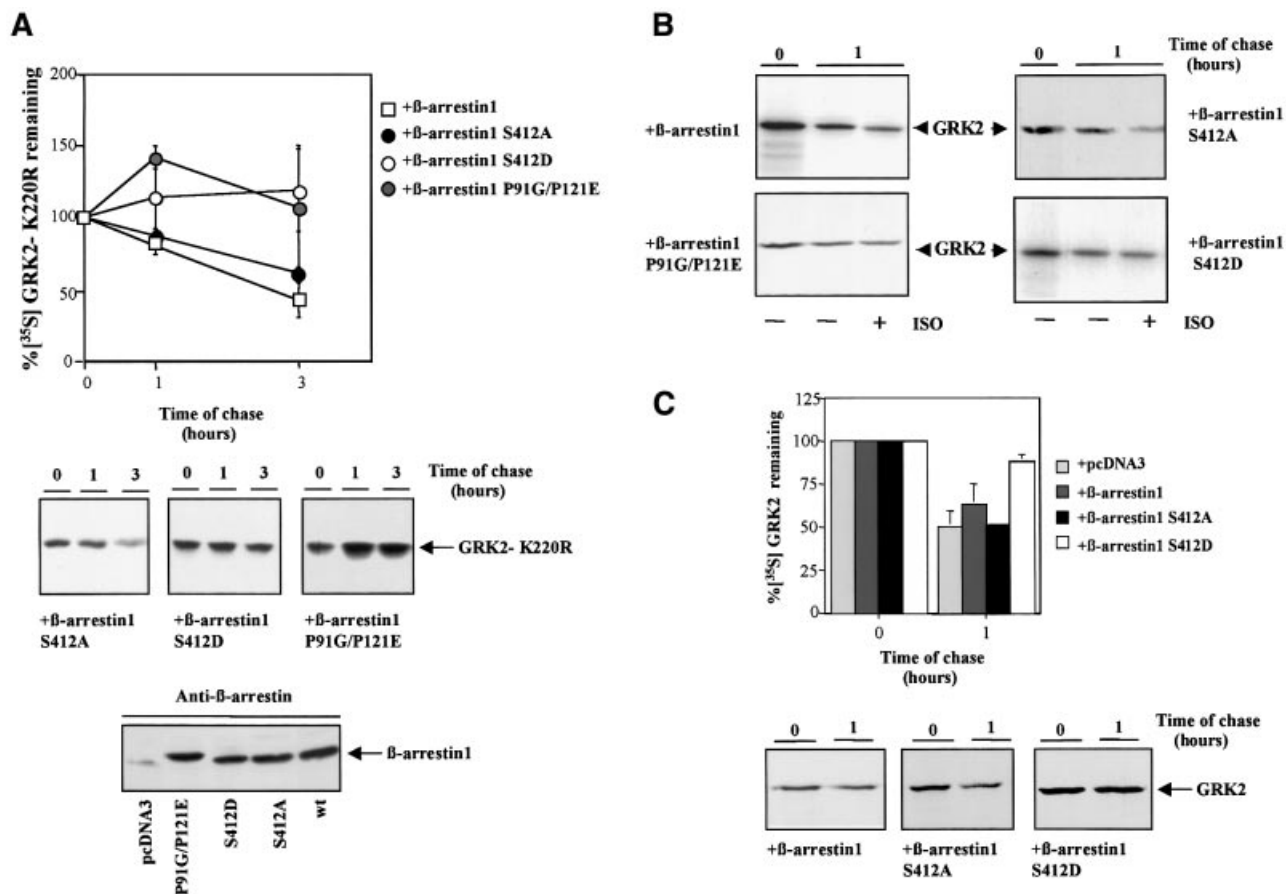 A
%[³⁵S] GRK2- K220R remaining
200
150
100
50
0
0
1
3
Time of chase
(hours)
+ß-arrestin1
+ß-arrestin1 S412A
+ß-arrestin1 S412D
+ß-arrestin1 P91G/P121E
0 1 3
0 1 3
0 1 3
Time of chase
(hours)
GRK2- K220R
+ß-arrestin1
S412A
+ß-arrestin1
S412D
+ß-arrestin1
P91G/P121E
Anti-ß-arrestin
ß-arrestin1
pcDNA3
P91G/P121E
S412D
S412A
wt
B
0 1
0 1
Time of chase
(hours)
+ß-arrestin1
GRK2
+ß-arrestin1
S412A
+ß-arrestin1
P91G/P121E
GRK2
+ß-arrestin1
S412D
— — + ISO
— — + ISO
C
%[³⁵S] GRK2 remaining
125
100
75
50
25
0
0
1
Time of chase
(hours)
+pcDNA3
+ß-arrestin1
+ß-arrestin1 S412A
+ß-arrestin1 S412D
0 1
0 1
0 1
Time of chase
(hours)
GRK2
+ß-arrestin1
+ß-arrestin1
S412A
+ß-arrestin1
S412D